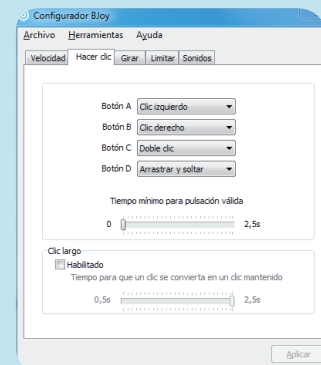 Configurador BJoy
Archivo Herramientas Ayuda
Velocidad Hacer clic Girar Limitar Sonidos
Botón A Clic izquierdo
Botón B Clic derecho
Botón C Doble clic
Botón D Arrastrar y soltar
Tiempo mínimo para pulsación válida
0 2,5s
Clic largo
Habilitado
Tiempo para que un clic se convierta en un clic mantenido
0,5s 2,5s
Aplicar